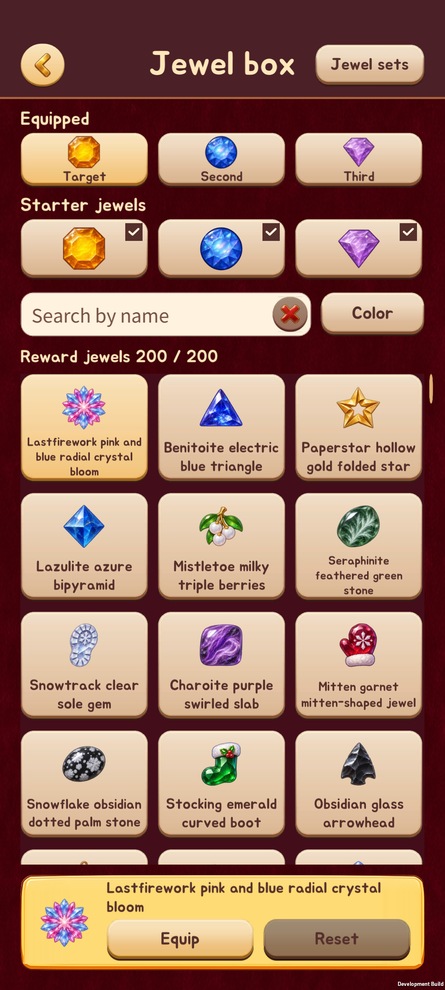 Jewel box
Jewel sets
Equipped
Target
Second
Third
Starter jewels
Search by name
Color
Reward jewels 200 / 200
Lastfirework pink and
blue radial crystal
bloom
Benitoite electric
blue triangle
Paperstar hollow
gold folded star
Lazulite azure
bipyramid
Mistletoe milky
triple berries
Seraphinite
feathered green
stone
Snowtrack clear
sole gem
Charoite purple
swirled slab
Mitten garnet
mitten-shaped jewel
Snowflake obsidian
dotted palm stone
Stocking emerald
curved boot
Obsidian glass
arrowhead
Lastfirework pink and blue radial crystal
bloom
Equip
Reset
Development Build